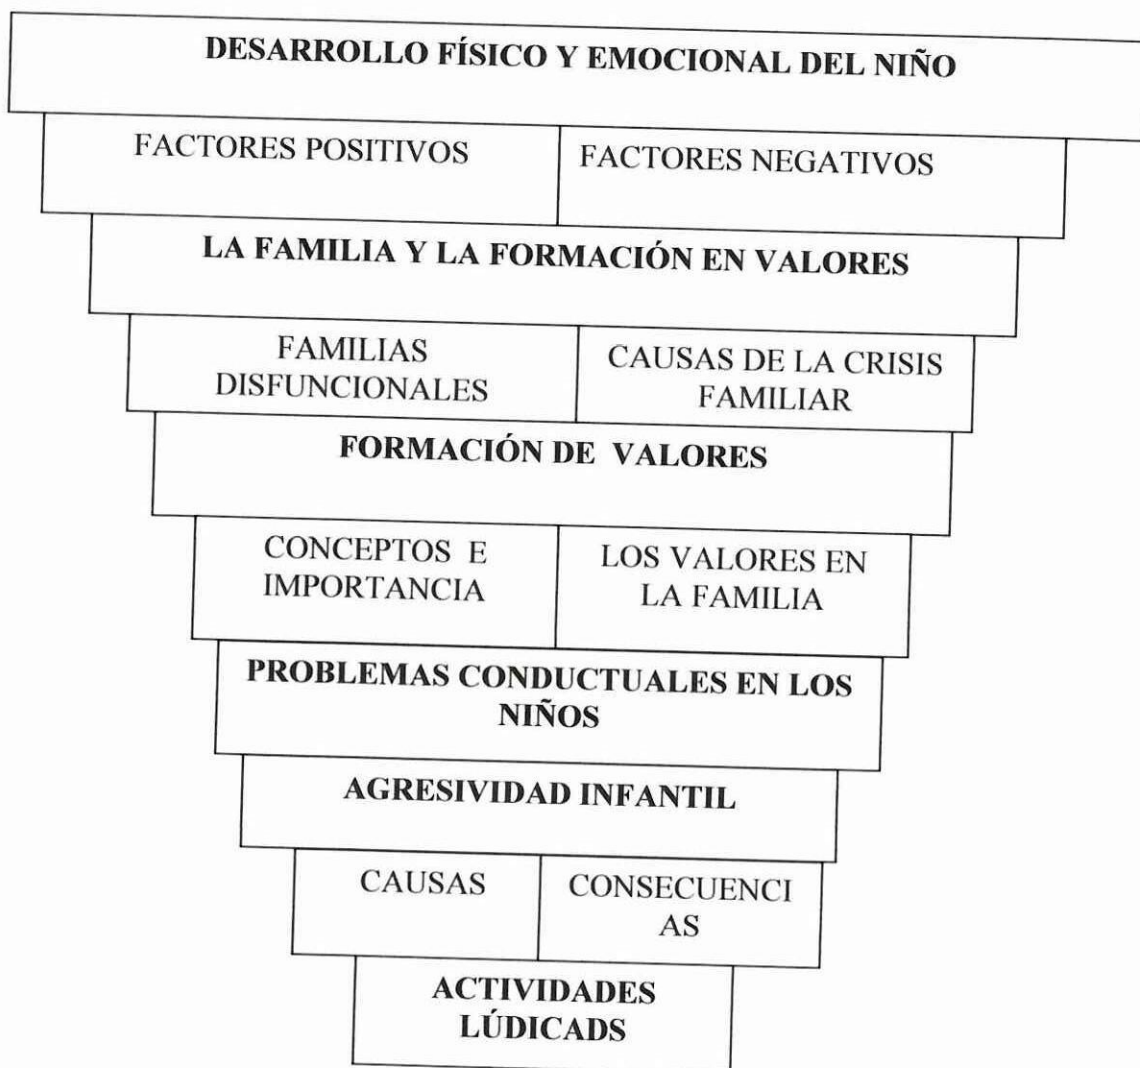 DESARROLLO FÍSICO Y EMOCIONAL DEL NIÑO
FACTORES POSITIVOS
FACTORES NEGATIVOS
LA FAMILIA Y LA FORMACIÓN EN VALORES
FAMILIAS
DISFUNCIONALES
CAUSAS DE LA CRISIS
FAMILIAR
FORMACIÓN DE VALORES
CONCEPTOS E
IMPORTANCIA
LOS VALORES EN
LA FAMILIA
PROBLEMAS CONDUCTUALES EN LOS
NIÑOS
AGRESIVIDAD INFANTIL
CAUSAS
CONSECUENCI
AS
ACTIVIDADES
LÚDICADS